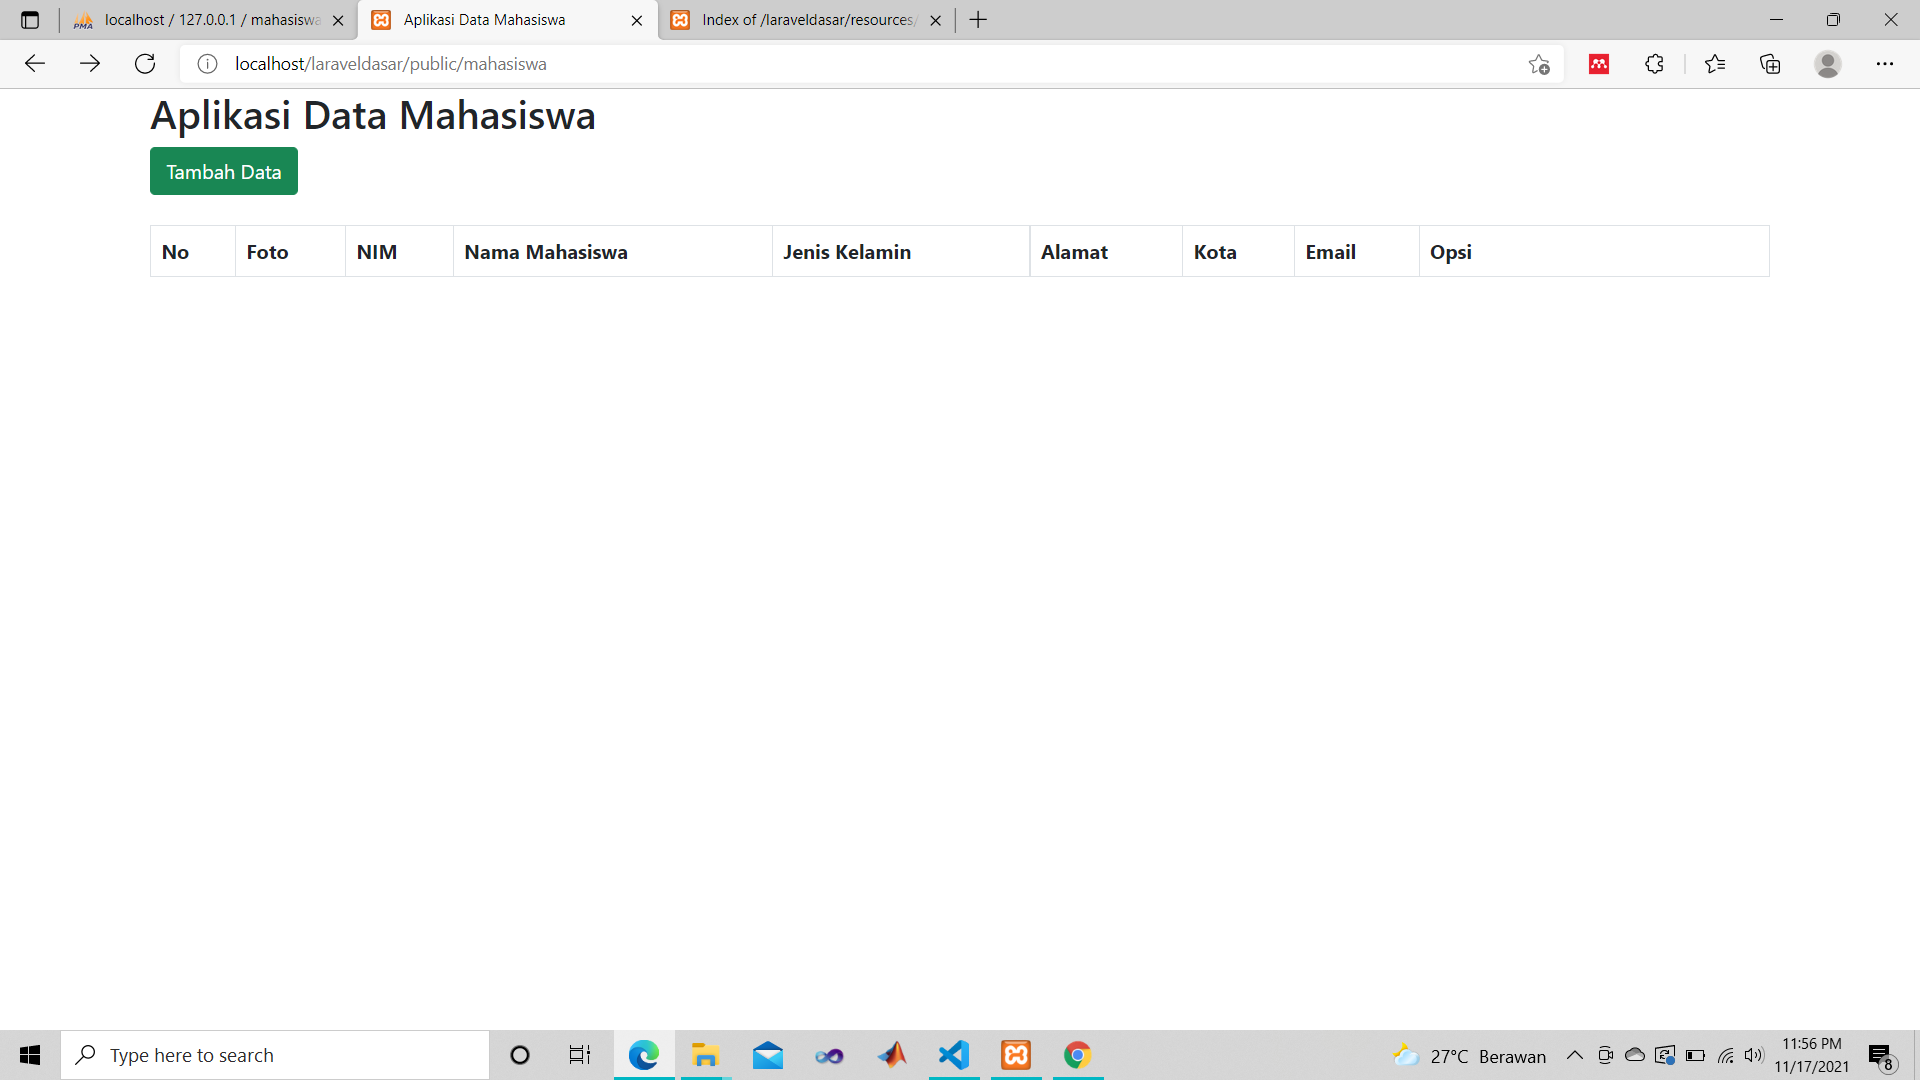 localhost / 127.0.0.1 / mahasiswa
Aplikasi Data Mahasiswa
Index of /laraveldasar/resources/
localhost/laraveldasar/public/mahasiswa
Aplikasi Data Mahasiswa
Tambah Data
No Foto NIM Nama Mahasiswa Jenis Kelamin Alamat Kota Email Opsi
Type here to search
27°C Berawan
11:56 PM
11/17/2021
8
PMA